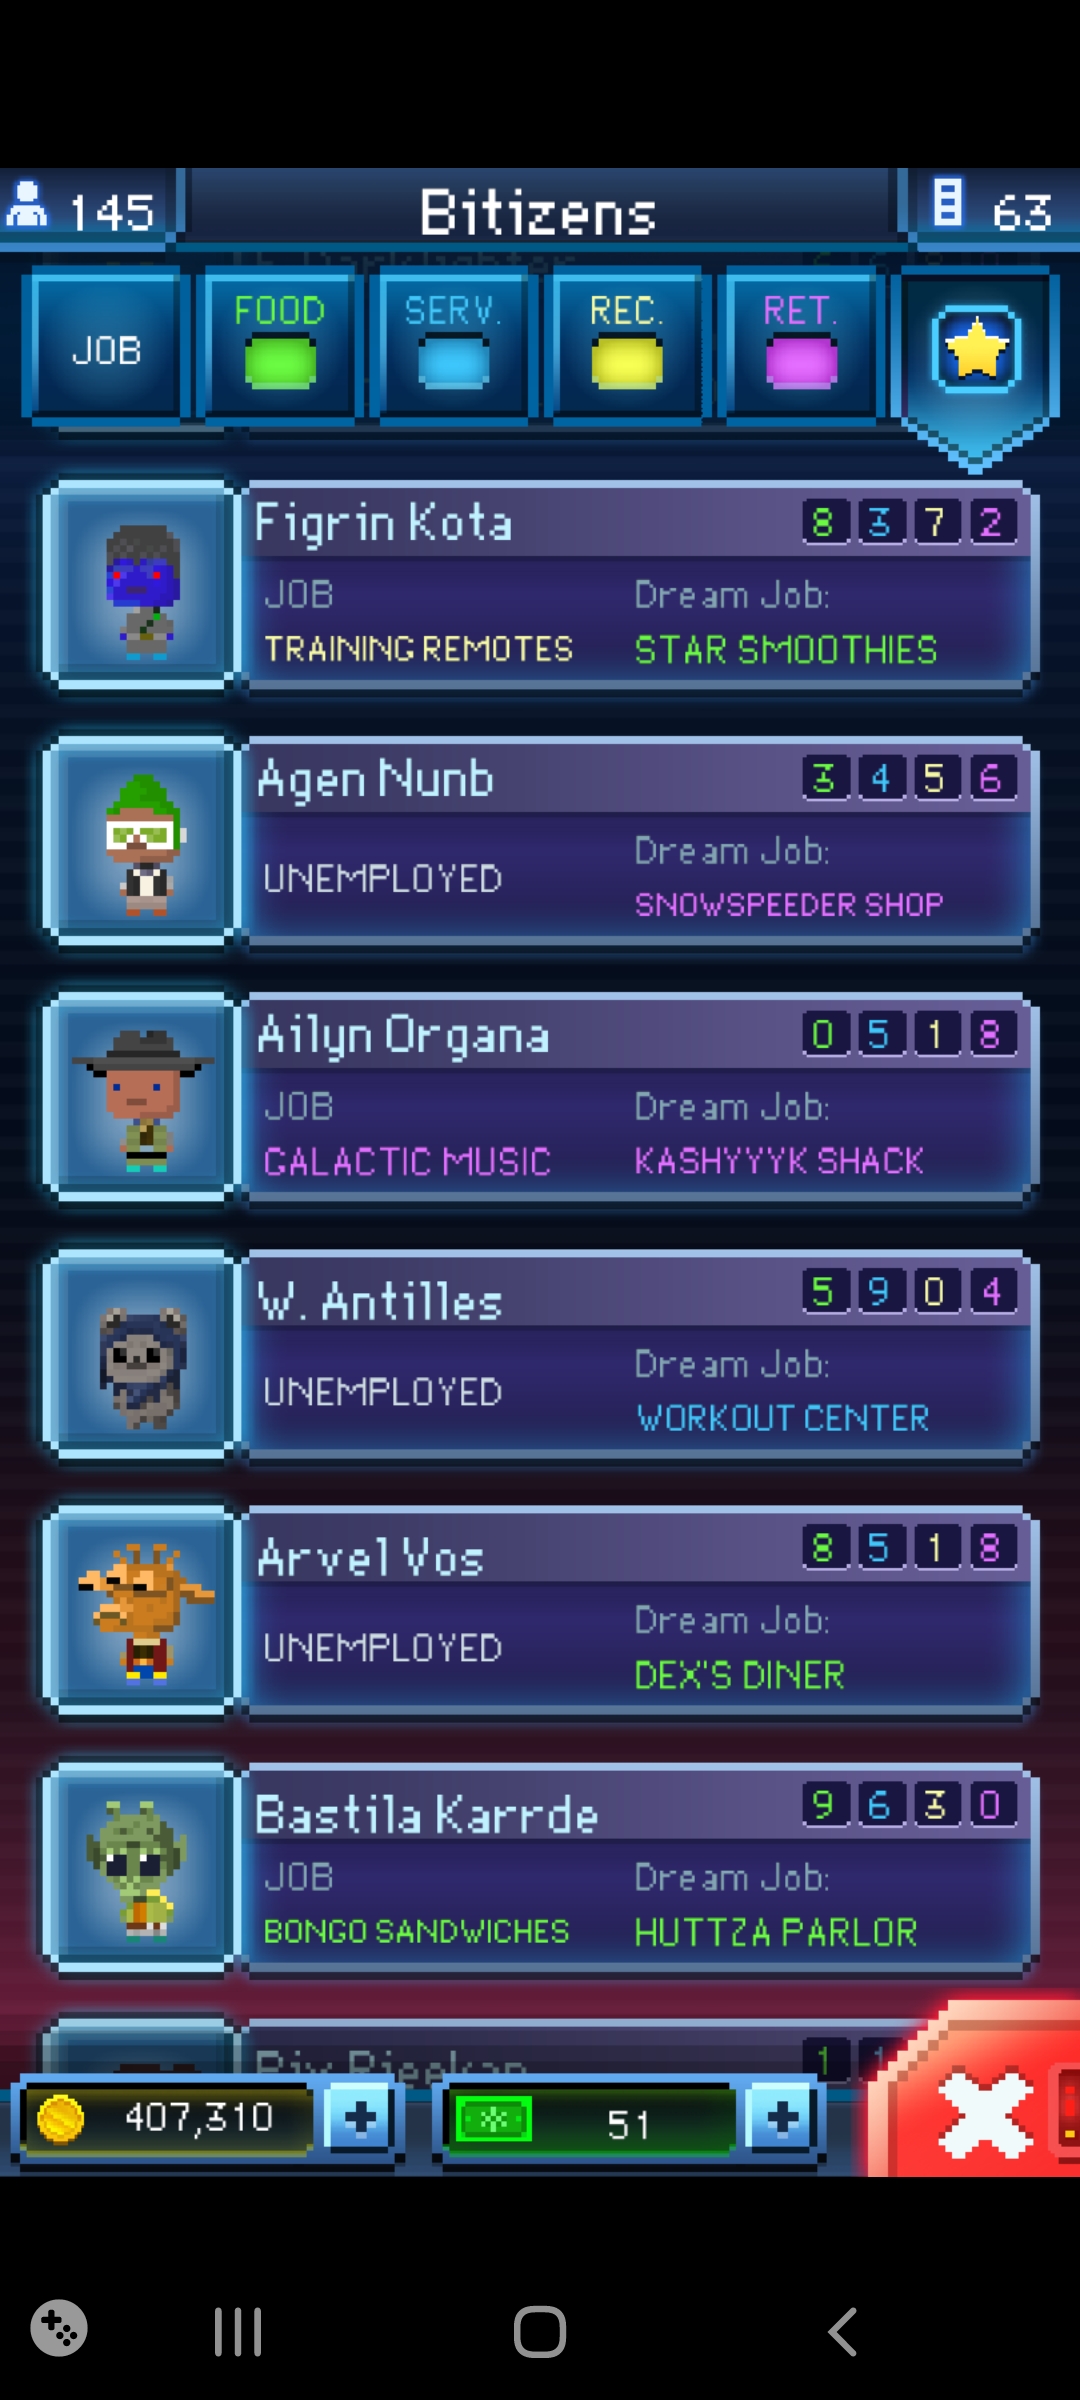 145 Bitizens 63
JOB FOOD SERV. REC. RET.
Figrin Kota 8 3 7 2
JOB Dream Job:
TRAINING REMOTES STAR SMOOTHIES
Agen Nunb 3 4 5 6
Dream Job:
UNEMPLOYED
SNOWSPEEDER SHOP
Ailyn Organa 0 5 1 8
JOB Dream Job:
GALACTIC MUSIC KASHYYYK SHACK
W. Antilles 5 9 0 4
Dream Job:
UNEMPLOYED
WORKOUT CENTER
Arvel Vos 8 5 1 8
Dream Job:
UNEMPLOYED
DEX'S DINER
Bastila Karrde 9 6 3 0
JOB Dream Job:
BONGO SANDWICHES HUTTZA PARLOR
1
407,310 51